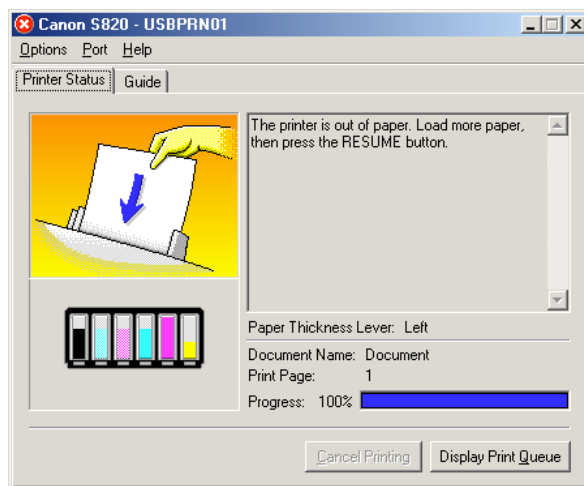 Canon S820 - USBPRN01
Options Port Help
Printer Status Guide
The printer is out of paper. Load more paper,
then press the RESUME button.
Paper Thickness Lever: Left
Document Name: Document
Print Page: 1
Progress: 100%
Cancel Printing Display Print Queue